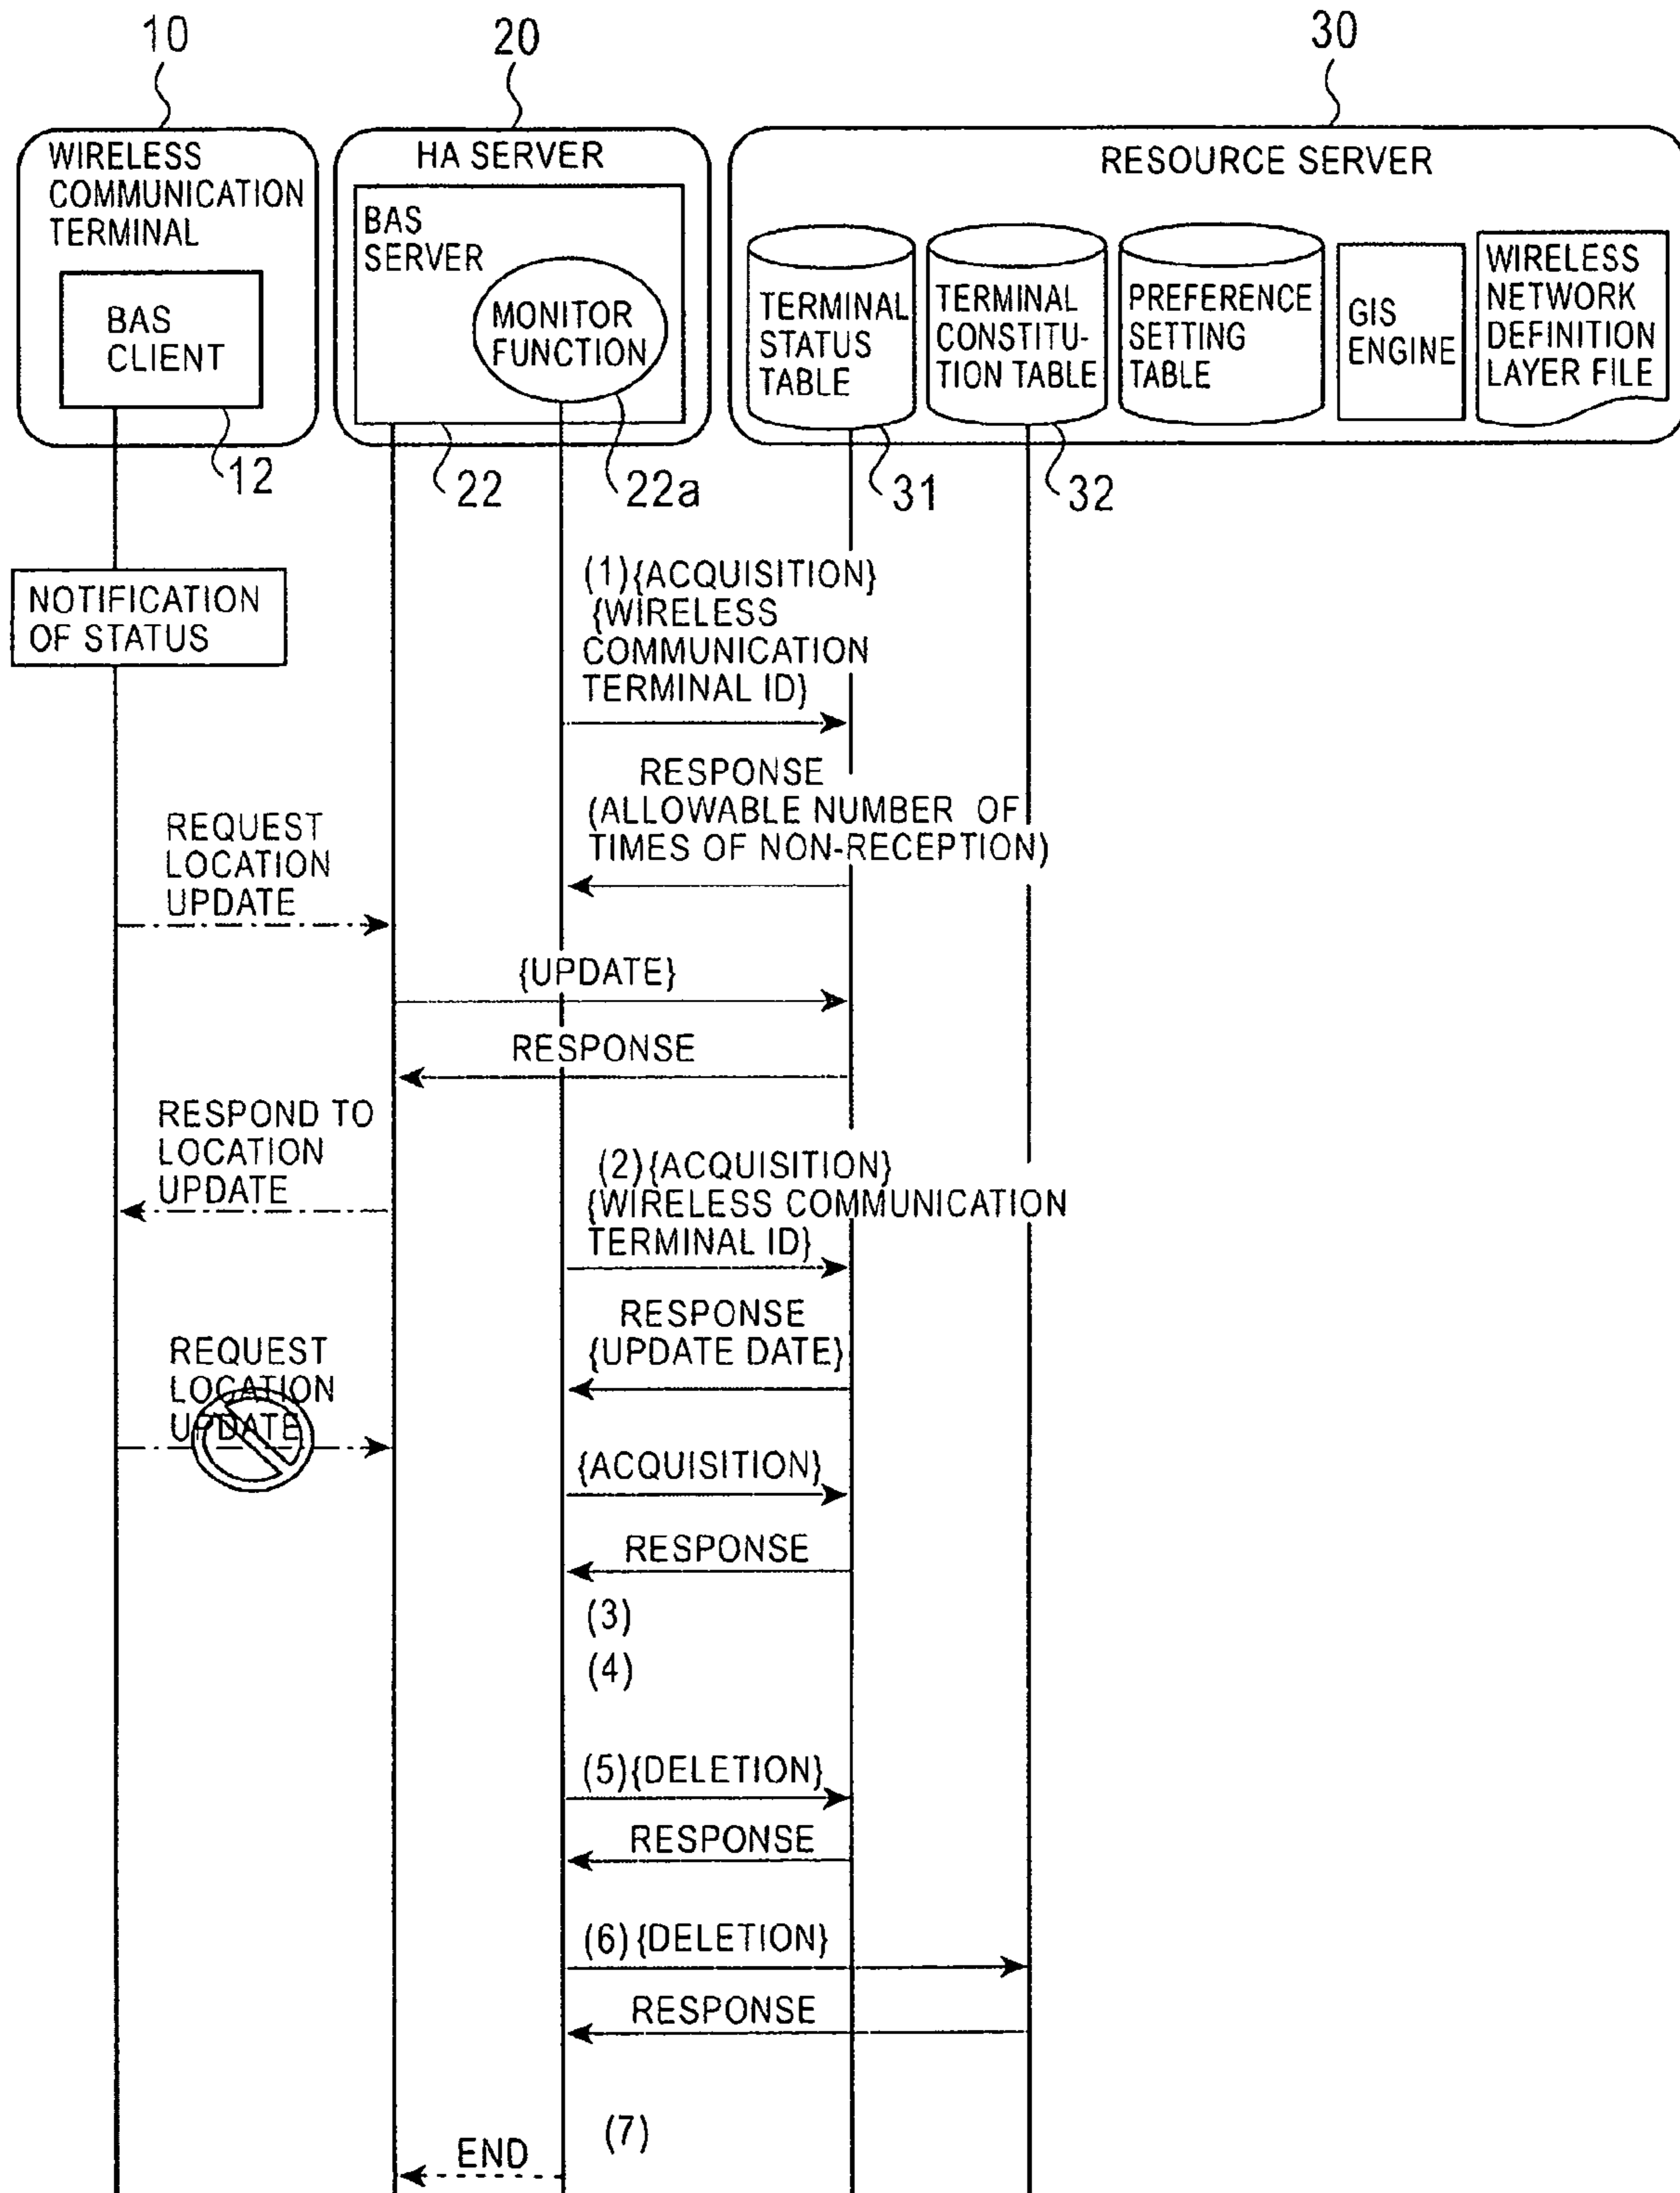 10
20
30
WIRELESS
COMMUNICATION
TERMINAL
BAS
CLIENT
12
HA SERVER
BAS
SERVER
MONITOR
FUNCTION
22
22a
RESOURCE SERVER
TERMINAL
STATUS
TABLE
31
TERMINAL
CONSTITU-
TION TABLE
32
PREFERENCE
SETTING
TABLE
GIS
ENGINE
WIRELESS
NETWORK
DEFINITION
LAYER FILE
NOTIFICATION
OF STATUS
(1){ACQUISITION}
{WIRELESS
COMMUNICATION
TERMINAL ID}
RESPONSE
(ALLOWABLE NUMBER OF
TIMES OF NON-RECEPTION)
REQUEST
LOCATION
UPDATE
{UPDATE}
RESPONSE
RESPOND TO
LOCATION
UPDATE
(2){ACQUISITION}
{WIRELESS COMMUNICATION
TERMINAL ID}
RESPONSE
{UPDATE DATE}
REQUEST
LOCATION
UPDATE
{ACQUISITION}
RESPONSE
(3)
(4)
(5){DELETION}
RESPONSE
(6){DELETION}
RESPONSE
(7)
END